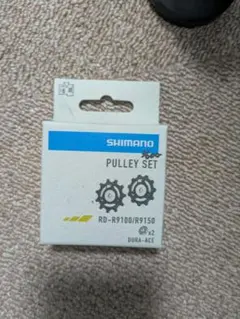 SHIMANO
PULLEY SET
RD-R9100/R9150
x2
DURA-ACE